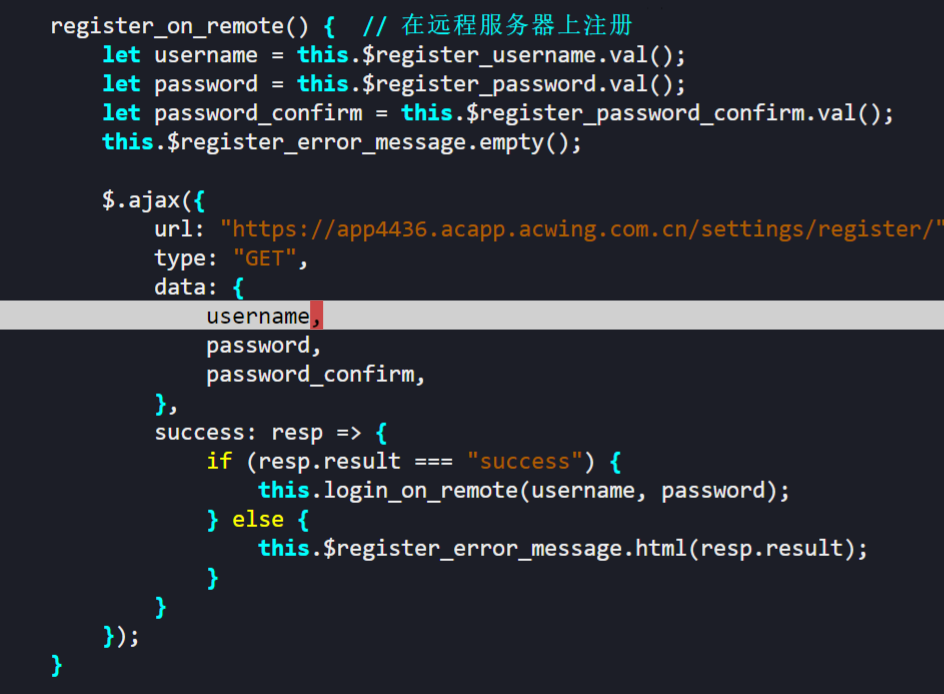 register_on_remote() {  // 在远程服务器上注册
    let username = this.$register_username.val();
    let password = this.$register_password.val();
    let password_confirm = this.$register_password_confirm.val();
    this.$register_error_message.empty();

    $.ajax({
        url: "https://app4436.acapp.acwing.com.cn/settings/register/"
        type: "GET",
        data: {
            username,
            password,
            password_confirm,
        },
        success: resp => {
            if (resp.result === "success") {
                this.login_on_remote(username, password);
            } else {
                this.$register_error_message.html(resp.result);
            }
        }
    });
}